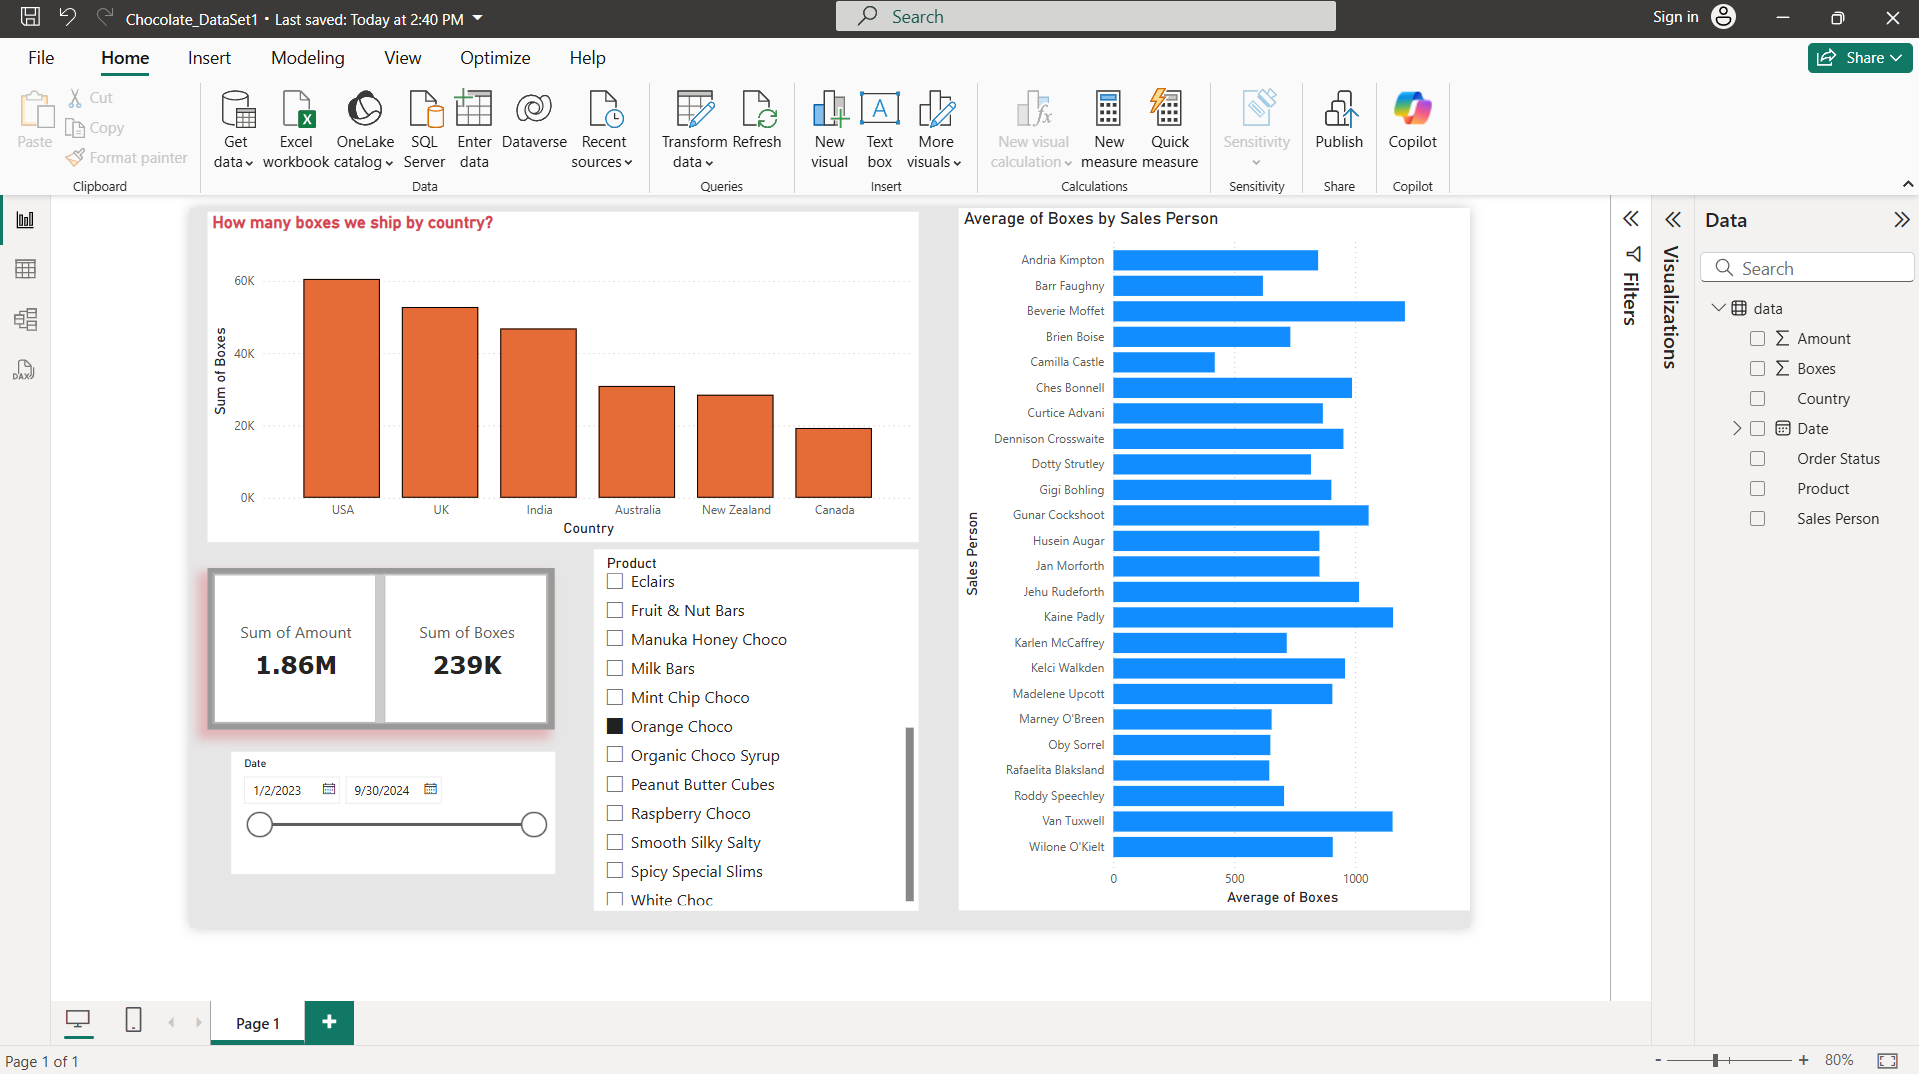 Chocolate_DataSet1 • Last saved: Today at 2:40 PM
Search
Sign in
File Home Insert Modeling View Optimize Help
Share
Paste
Cut
Copy
Format painter
Clipboard
Get data
Excel workbook
OneLake catalog
SQL Server
Enter data
Dataverse
Recent sources
Data
Transform data
Refresh
Queries
New visual
Text box
More visuals
Insert
New visual calculation
New measure
Quick measure
Calculations
Sensitivity
Sensitivity
Publish
Share
Copilot
Copilot
How many boxes we ship by country?
Sum of Boxes
60K
40K
20K
0K
USA UK India Australia New Zealand Canada
Country
Sum of Amount
1.86M
Sum of Boxes
239K
Date
1/2/2023 9/30/2024
Product
Eclairs
Fruit & Nut Bars
Manuka Honey Choco
Milk Bars
Mint Chip Choco
Orange Choco
Organic Choco Syrup
Peanut Butter Cubes
Raspberry Choco
Smooth Silky Salty
Spicy Special Slims
White Choc
Average of Boxes by Sales Person
Sales Person
Andria Kimpton
Barr Faughny
Beverie Moffet
Brien Boise
Camilla Castle
Ches Bonnell
Curtice Advani
Dennison Crosswaite
Dotty Strutley
Gigi Bohling
Gunar Cockshoot
Husein Augar
Jan Morforth
Jehu Rudeforth
Kaine Padly
Karlen McCaffrey
Kelci Walkden
Madelene Upcott
Marney O'Breen
Oby Sorrel
Rafaelita Blaksland
Roddy Speechley
Van Tuxwell
Wilone O'Kielt
0 500 1000
Average of Boxes
Filters
Visualizations
Data
Search
data
Amount
Boxes
Country
Date
Order Status
Product
Sales Person
DAX
Page 1
Page 1 of 1
80%